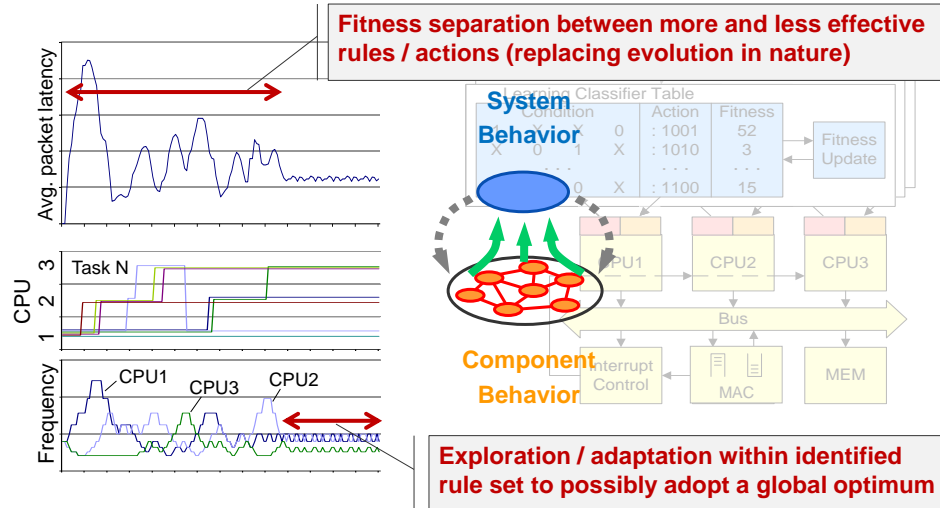 Fitness separation between more and less effective
rules / actions (replacing evolution in nature)
Avg. packet latency
CPU
3
2
1
Task N
Frequency
CPU1
CPU3
CPU2
System
Behavior
Component
Behavior
Learning Classifier Table
Condition Action Fitness
X X 0 : 1001 52
X 0 1 X : 1010 3
. . . . . . . . .
0 X : 1100 15
Fitness
Update
CPU1
CPU2
CPU3
Bus
Interrupt
Control
MAC
MEM
Exploration / adaptation within identified
rule set to possibly adopt a global optimum